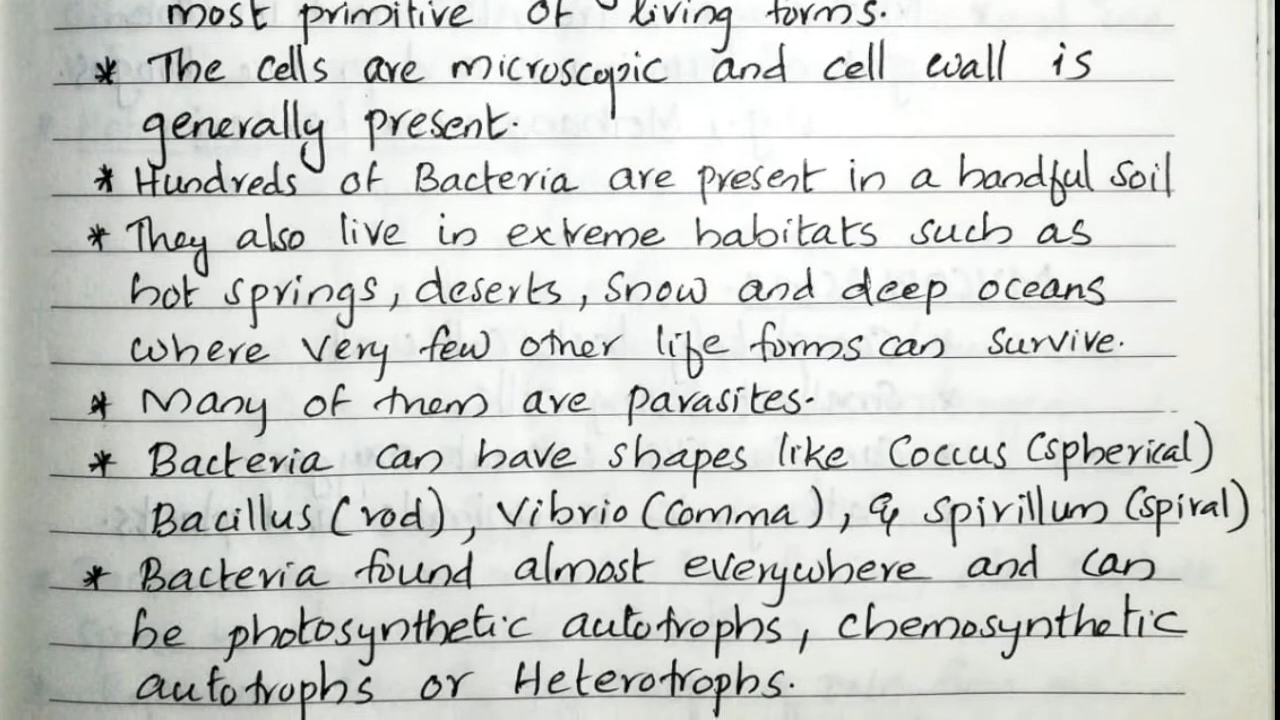 most primitive of living forms.
* The cells are microscopic and cell wall is
generally present.
* Hundreds of Bacteria are present in a handful soil
* They also live in extreme habitats such as
hot springs, deserts, snow and deep oceans
where very few other life forms can survive.
* Many of them are parasites.
* Bacteria can have shapes like Coccus (spherical)
Bacillus (rod), Vibrio (comma), & spirillum (spiral)
* Bacteria found almost everywhere and can
be photosynthetic autotrophs, chemosynthetic
autotrophs or Heterotrophs.